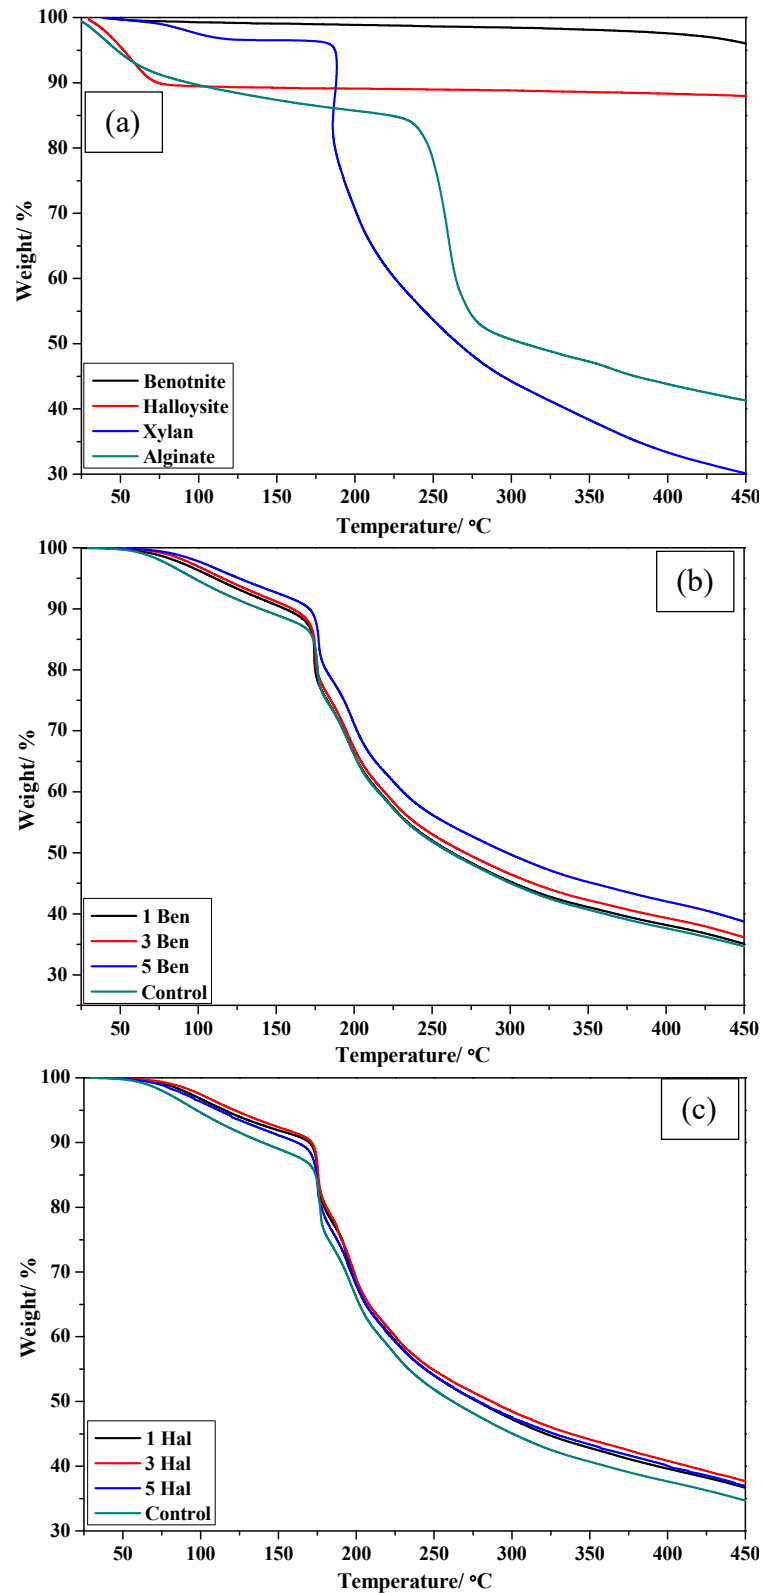 100
90
80
70
60
50
40
30
Weight/ %
(a)
Benotnite
Halloysite
Xylan
Alginate
50 100 150 200 250 300 350 400 450
Temperature/ °C
100
90
80
70
60
50
40
30
Weight/ %
(b)
1 Ben
3 Ben
5 Ben
Control
50 100 150 200 250 300 350 400 450
Temperature/ °C
100
90
80
70
60
50
40
30
Weight/ %
(c)
1 Hal
3 Hal
5 Hal
Control
50 100 150 200 250 300 350 400 450
Temperature/ °C